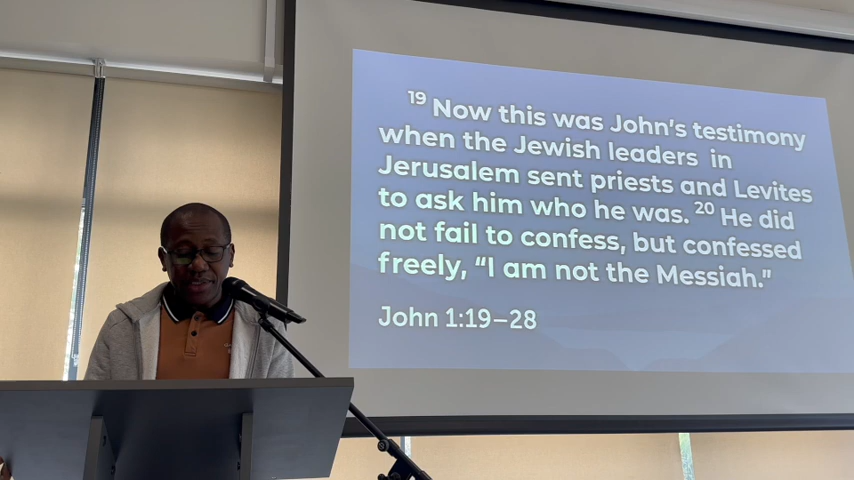 19 Now this was John's testimony
when the Jewish leaders in
Jerusalem sent priests and Levites
to ask him who he was. 20 He did
not fail to confess, but confessed
freely, “I am not the Messiah.”
John 1:19–28